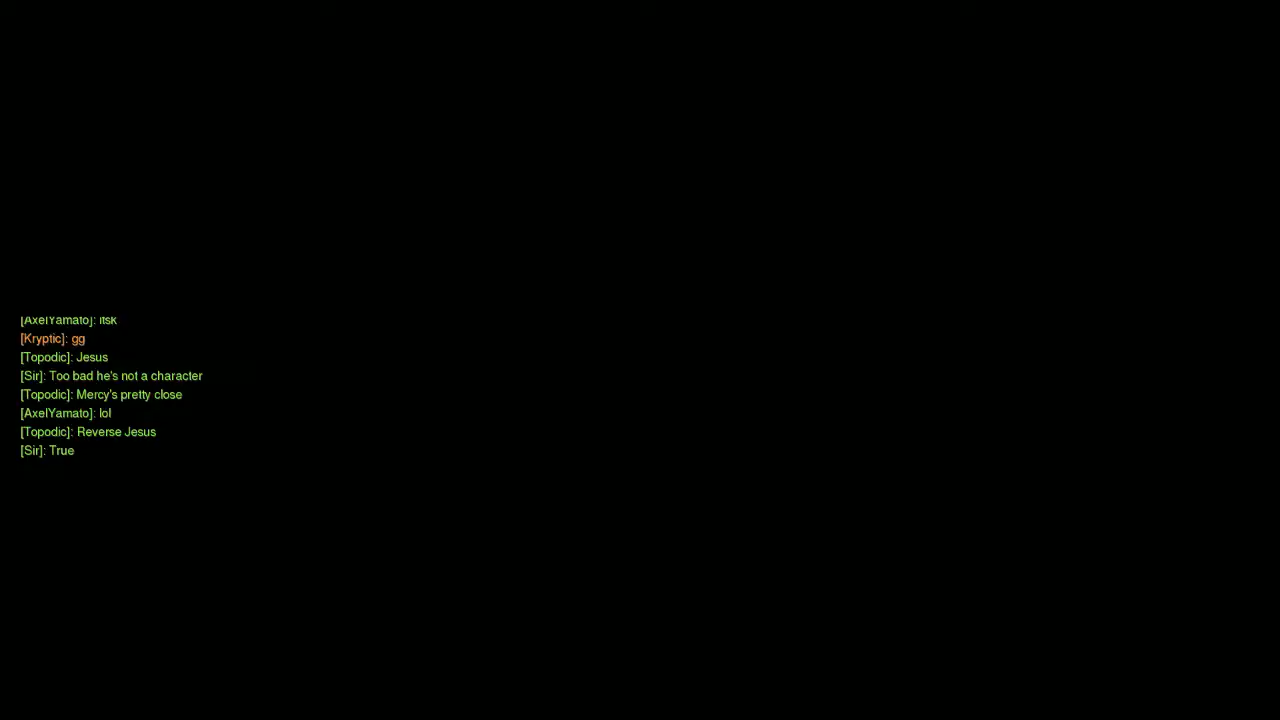 [AxelYamato]: itsk
[Kryptic]: gg
[Topodic]: Jesus
[Sir]: Too bad he's not a character
[Topodic]: Mercy's pretty close
[AxelYamato]: lol
[Topodic]: Reverse Jesus
[Sir]: True